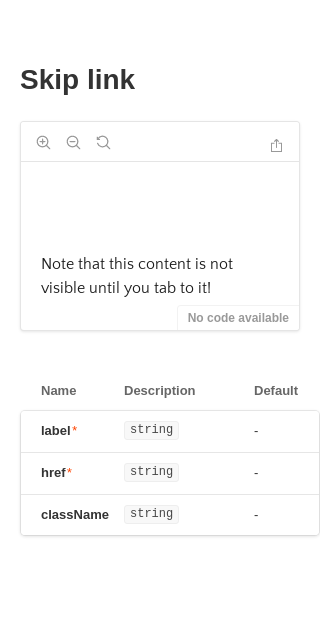 Skip link
Note that this content is not
visible until you tab to it!
No code available
Name Description Default
label* string -
href* string -
className string -